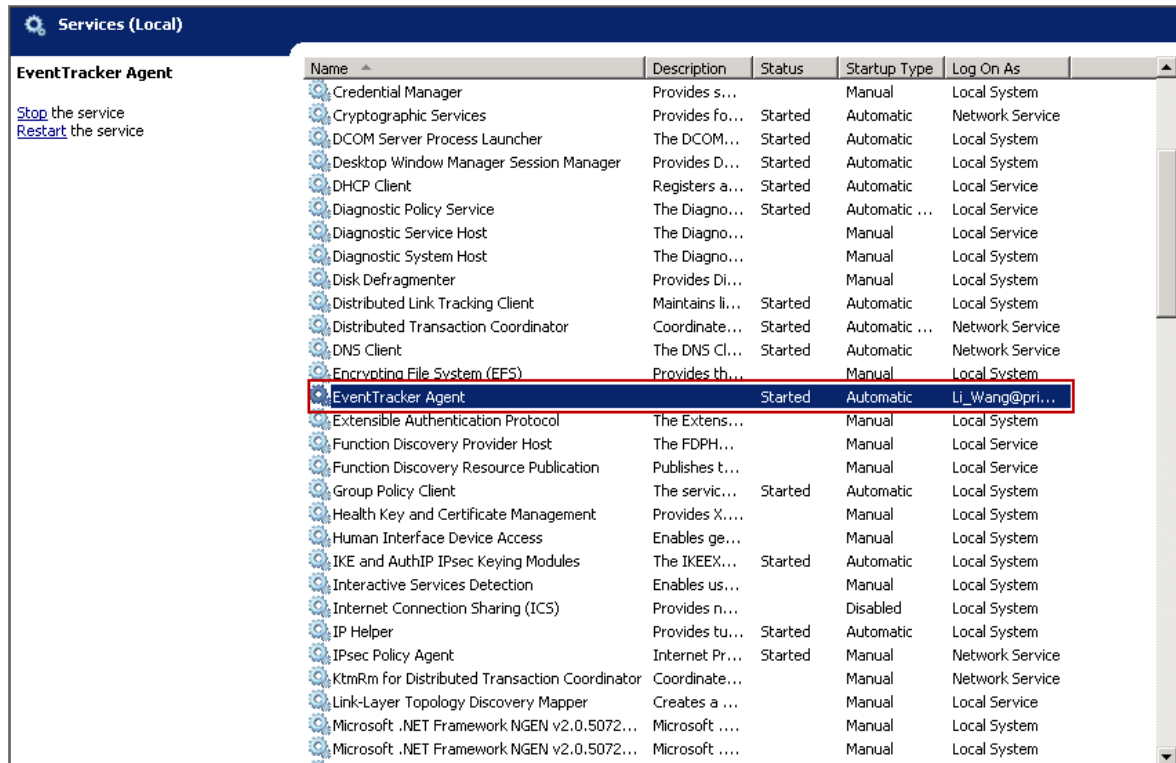 Services (Local)
EventTracker Agent
Stop the service
Restart the service
Name Description Status Startup Type Log On As
Credential Manager Provides s... Manual Local System
Cryptographic Services Provides fo... Started Automatic Network Service
DCOM Server Process Launcher The DCOM... Started Automatic Local System
Desktop Window Manager Session Manager Provides D... Started Automatic Local System
DHCP Client Registers a... Started Automatic Local Service
Diagnostic Policy Service The Diagno... Started Automatic ... Local Service
Diagnostic Service Host The Diagno... Manual Local Service
Diagnostic System Host The Diagno... Manual Local System
Disk Defragmenter Provides Di... Manual Local System
Distributed Link Tracking Client Maintains li... Started Automatic Local System
Distributed Transaction Coordinator Coordinate... Started Automatic ... Network Service
DNS Client The DNS Cl... Started Automatic Network Service
Encrypting File System (EFS) Provides th... Manual Local System
EventTracker Agent Started Automatic Li_Wang@pri...
Extensible Authentication Protocol The Extens... Manual Local System
Function Discovery Provider Host The FDPH... Manual Local Service
Function Discovery Resource Publication Publishes t... Manual Local Service
Group Policy Client The servic... Started Automatic Local System
Health Key and Certificate Management Provides X.... Manual Local System
Human Interface Device Access Enables ge... Manual Local System
IKE and AuthIP IPsec Keying Modules The IKEEX... Started Automatic Local System
Interactive Services Detection Enables us... Manual Local System
Internet Connection Sharing (ICS) Provides n... Disabled Local System
IP Helper Provides tu... Started Automatic Local System
IPsec Policy Agent Internet Pr... Started Manual Network Service
KtmRm for Distributed Transaction Coordinator Coordinate... Manual Network Service
Link-Layer Topology Discovery Mapper Creates a ... Manual Local Service
Microsoft .NET Framework NGEN v2.0.5072... Microsoft .... Manual Local System
Microsoft .NET Framework NGEN v2.0.5072... Microsoft .... Manual Local System